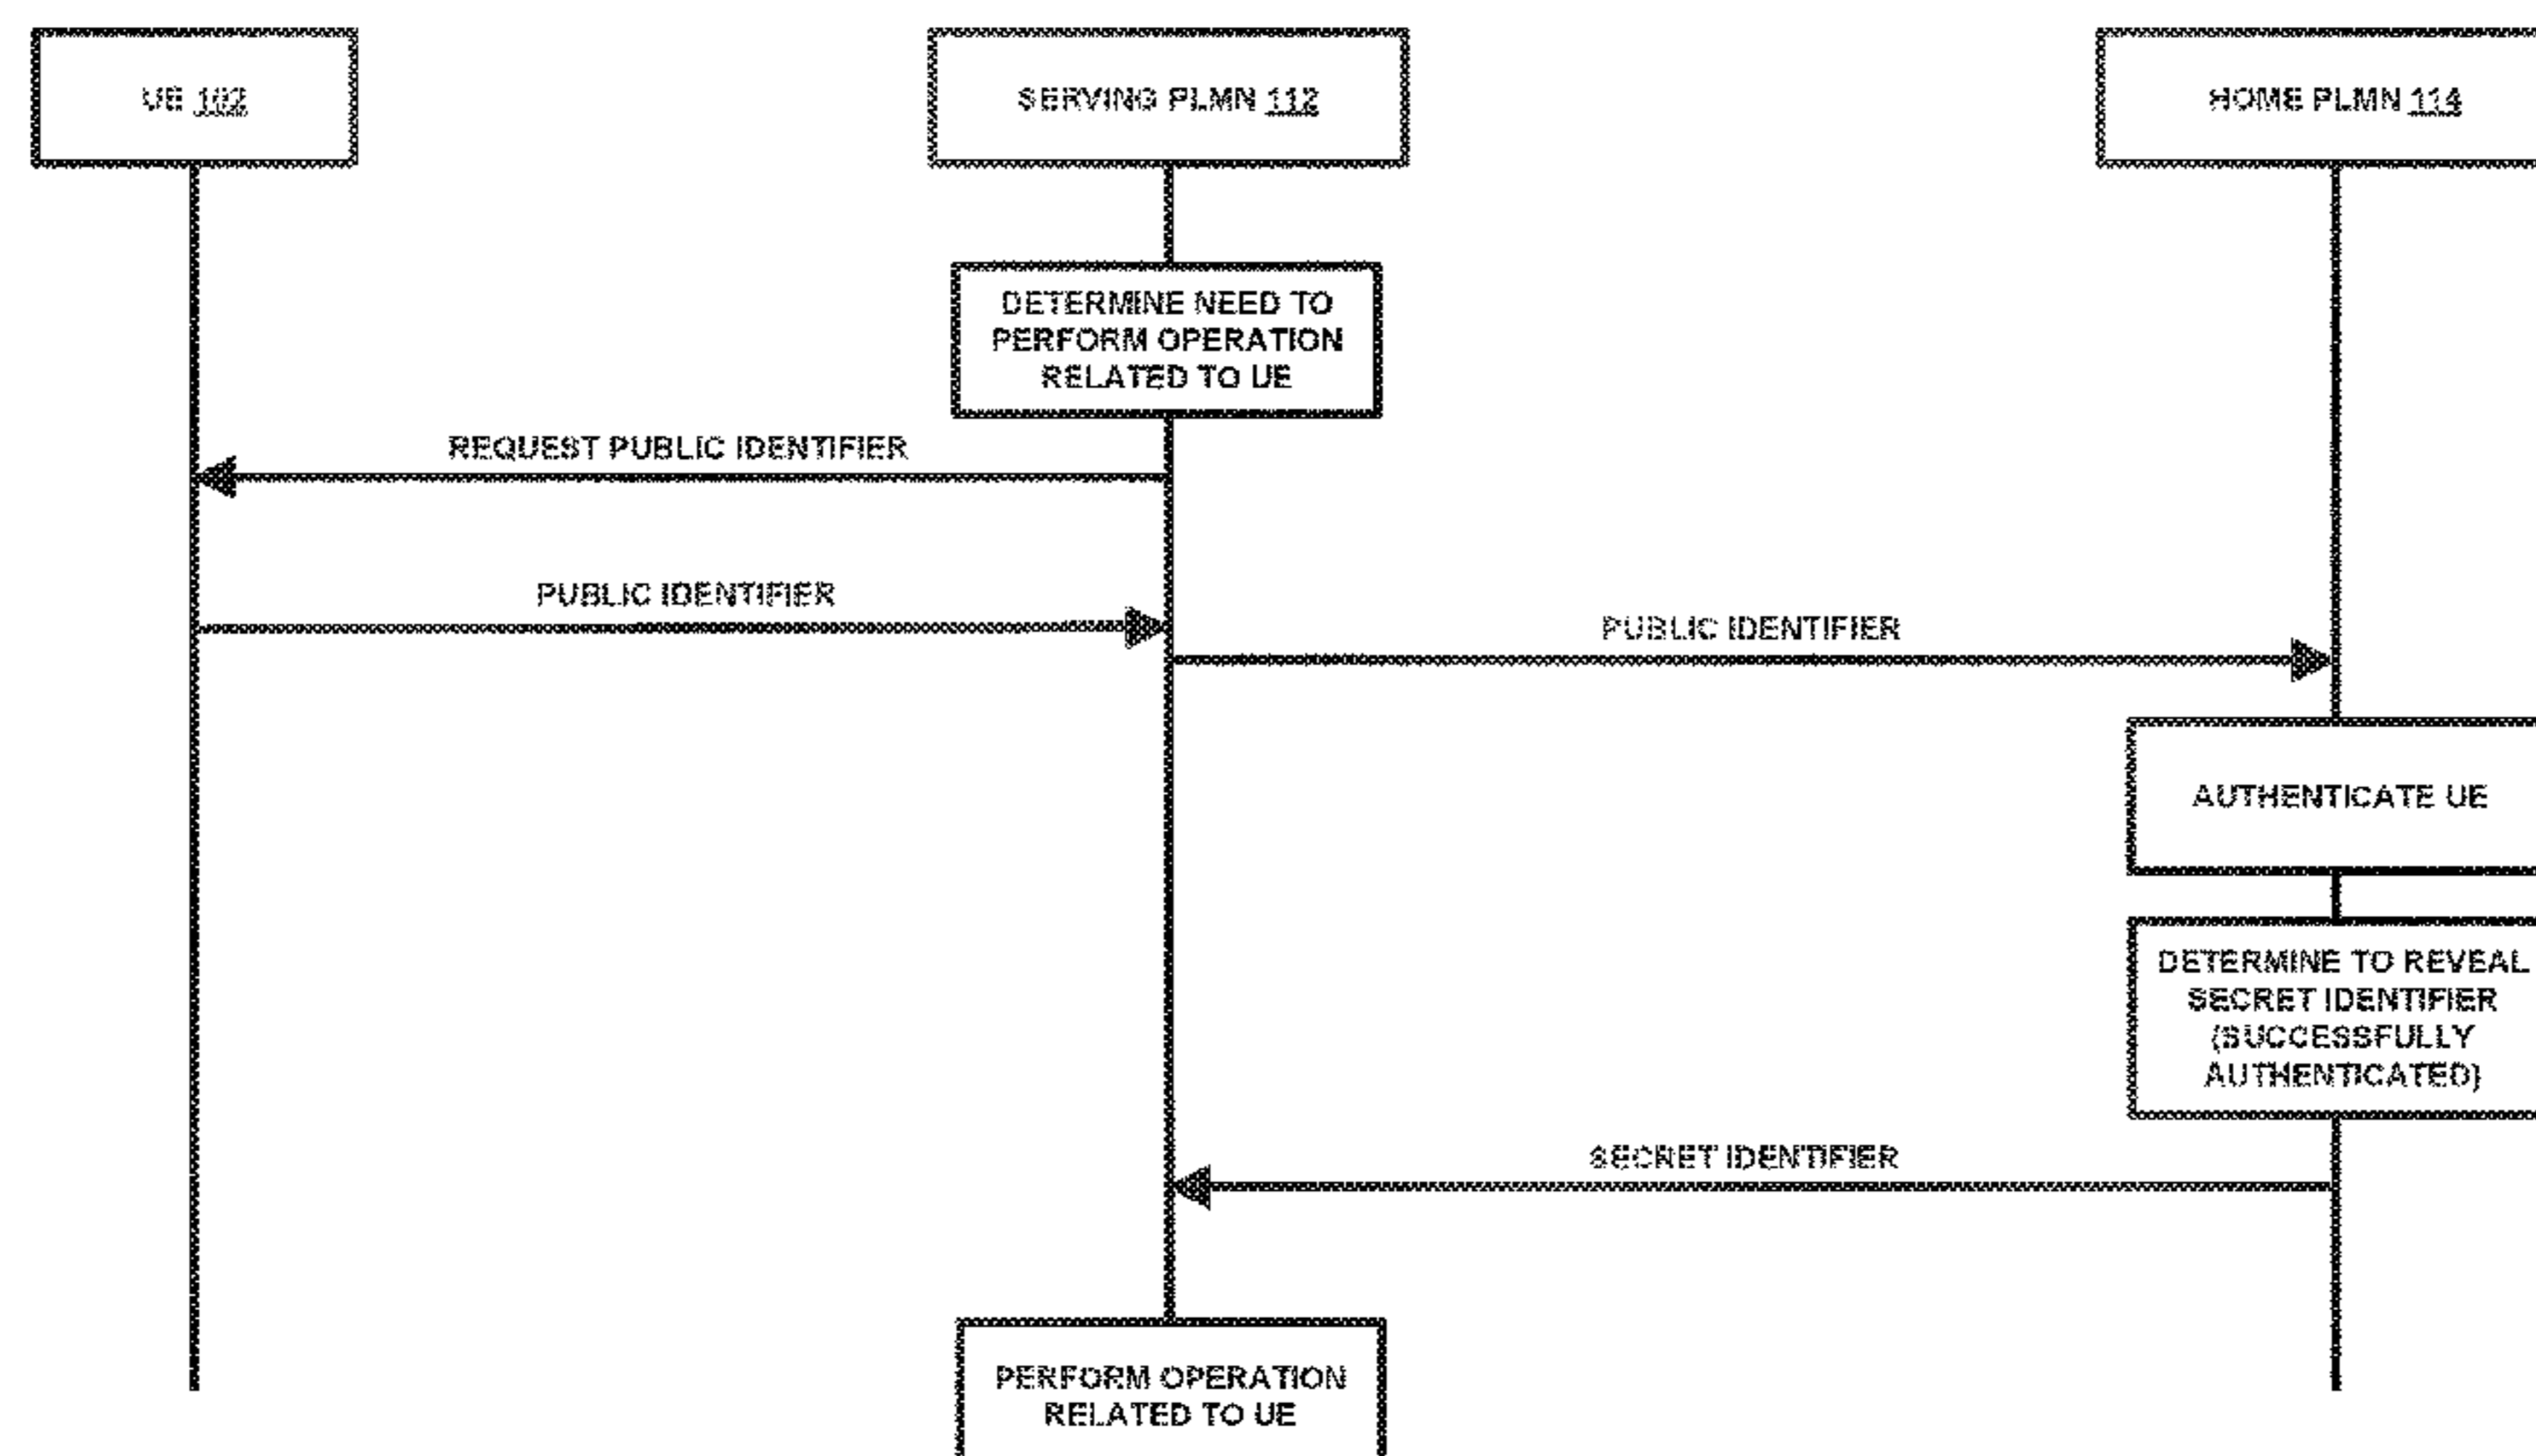 UE 102
SERVING PLMN 112
HOME PLMN 114
DETERMINE NEED TO
PERFORM OPERATION
RELATED TO UE
REQUEST PUBLIC IDENTIFIER
PUBLIC IDENTIFIER
PUBLIC IDENTIFIER
AUTHENTICATE UE
DETERMINE TO REVEAL
SECRET IDENTIFIER
(SUCCESSFULLY
AUTHENTICATED)
SECRET IDENTIFIER
PERFORM OPERATION
RELATED TO UE